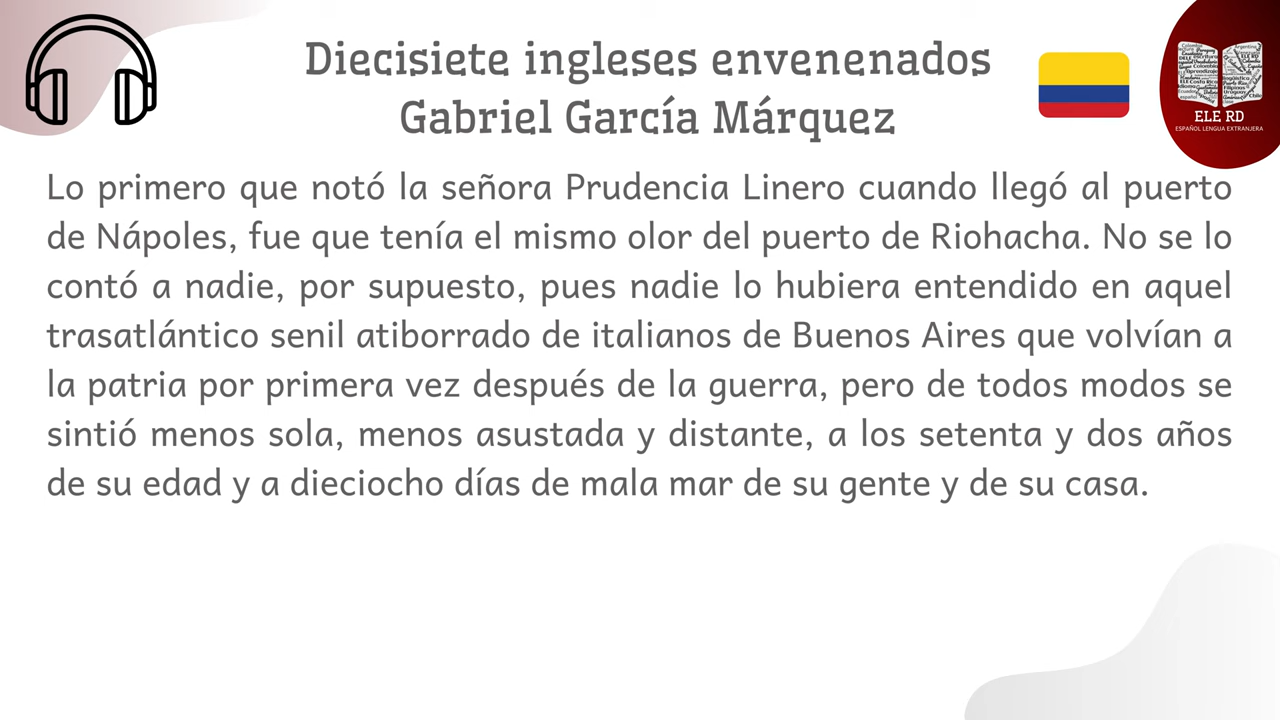 Diecisiete ingleses envenenados
Gabriel García Márquez
ELE RD
ESPAÑOL LENGUA EXTRANJERA
Lo primero que notó la señora Prudencia Linero cuando llegó al puerto
de Nápoles, fue que tenía el mismo olor del puerto de Riohacha. No se lo
contó a nadie, por supuesto, pues nadie lo hubiera entendido en aquel
trasatlántico senil atiborrado de italianos de Buenos Aires que volvían a
la patria por primera vez después de la guerra, pero de todos modos se
sintió menos sola, menos asustada y distante, a los setenta y dos años
de su edad y a dieciocho días de mala mar de su gente y de su casa.